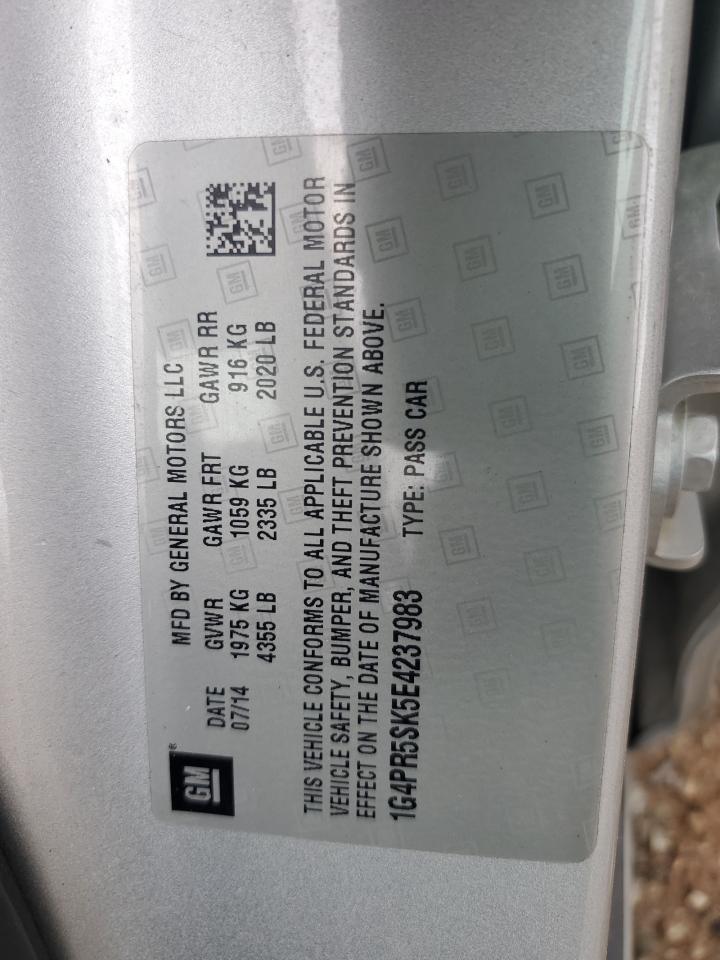 GM®
MFD BY GENERAL MOTORS LLC
DATE GVWR GAWR FRT GAWR RR
07/14 1975 KG 1059 KG 916 KG
4355 LB 2335 LB 2020 LB
THIS VEHICLE CONFORMS TO ALL APPLICABLE U.S. FEDERAL MOTOR
VEHICLE SAFETY, BUMPER, AND THEFT PREVENTION STANDARDS IN
EFFECT ON THE DATE OF MANUFACTURE SHOWN ABOVE.
1G4PR5SK5E4237983 TYPE: PASS CAR